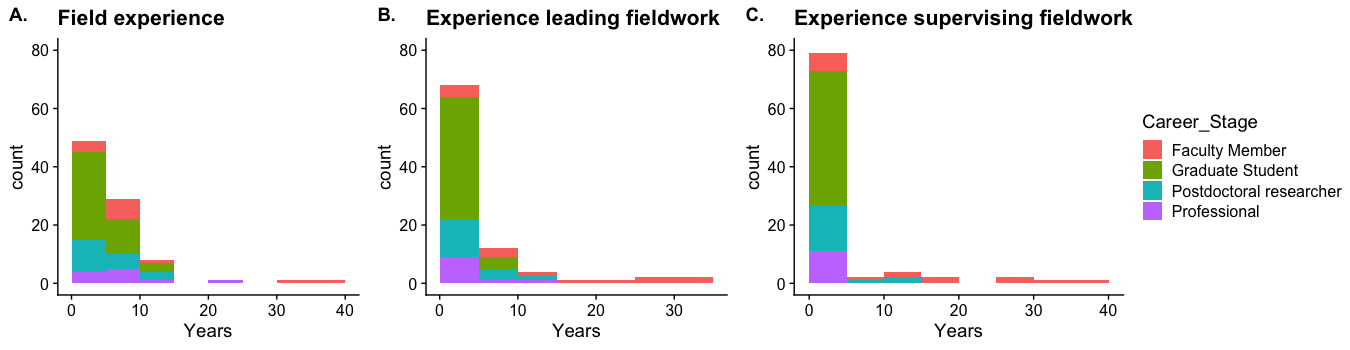 A. Field experience
80
60
40
20
0
count
0 10 20 30 40
Years
B. Experience leading fieldwork
80
60
40
20
0
count
0 10 20 30
Years
C. Experience supervising fieldwork
80
60
40
20
0
count
0 10 20 30 40
Years
Career_Stage
Faculty Member
Graduate Student
Postdoctoral researcher
Professional